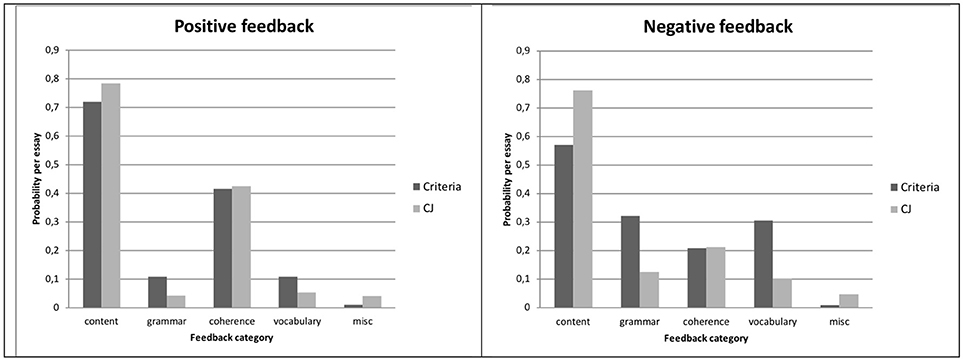 Positive feedback
0,9
0,8
0,7
0,6
0,5
0,4
0,3
0,2
0,1
0
Probability per essay
content grammar coherence vocabulary misc
Feedback category
Criteria
CJ
Negative feedback
0,9
0,8
0,7
0,6
0,5
0,4
0,3
0,2
0,1
0
Probability per essay
content grammar coherence vocabulary misc
Feedback category
Criteria
CJ